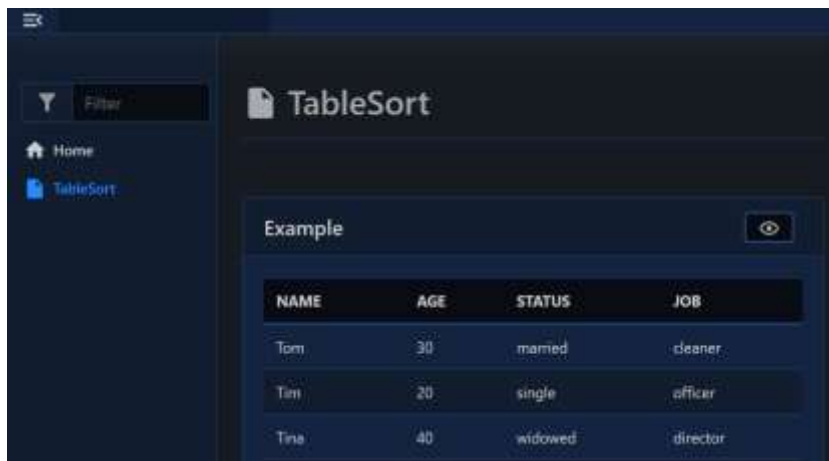 Filter
TableSort
Home
TableSort
Example
NAME AGE STATUS JOB
Tom 30 married cleaner
Tim 20 single officer
Tina 40 widowed director